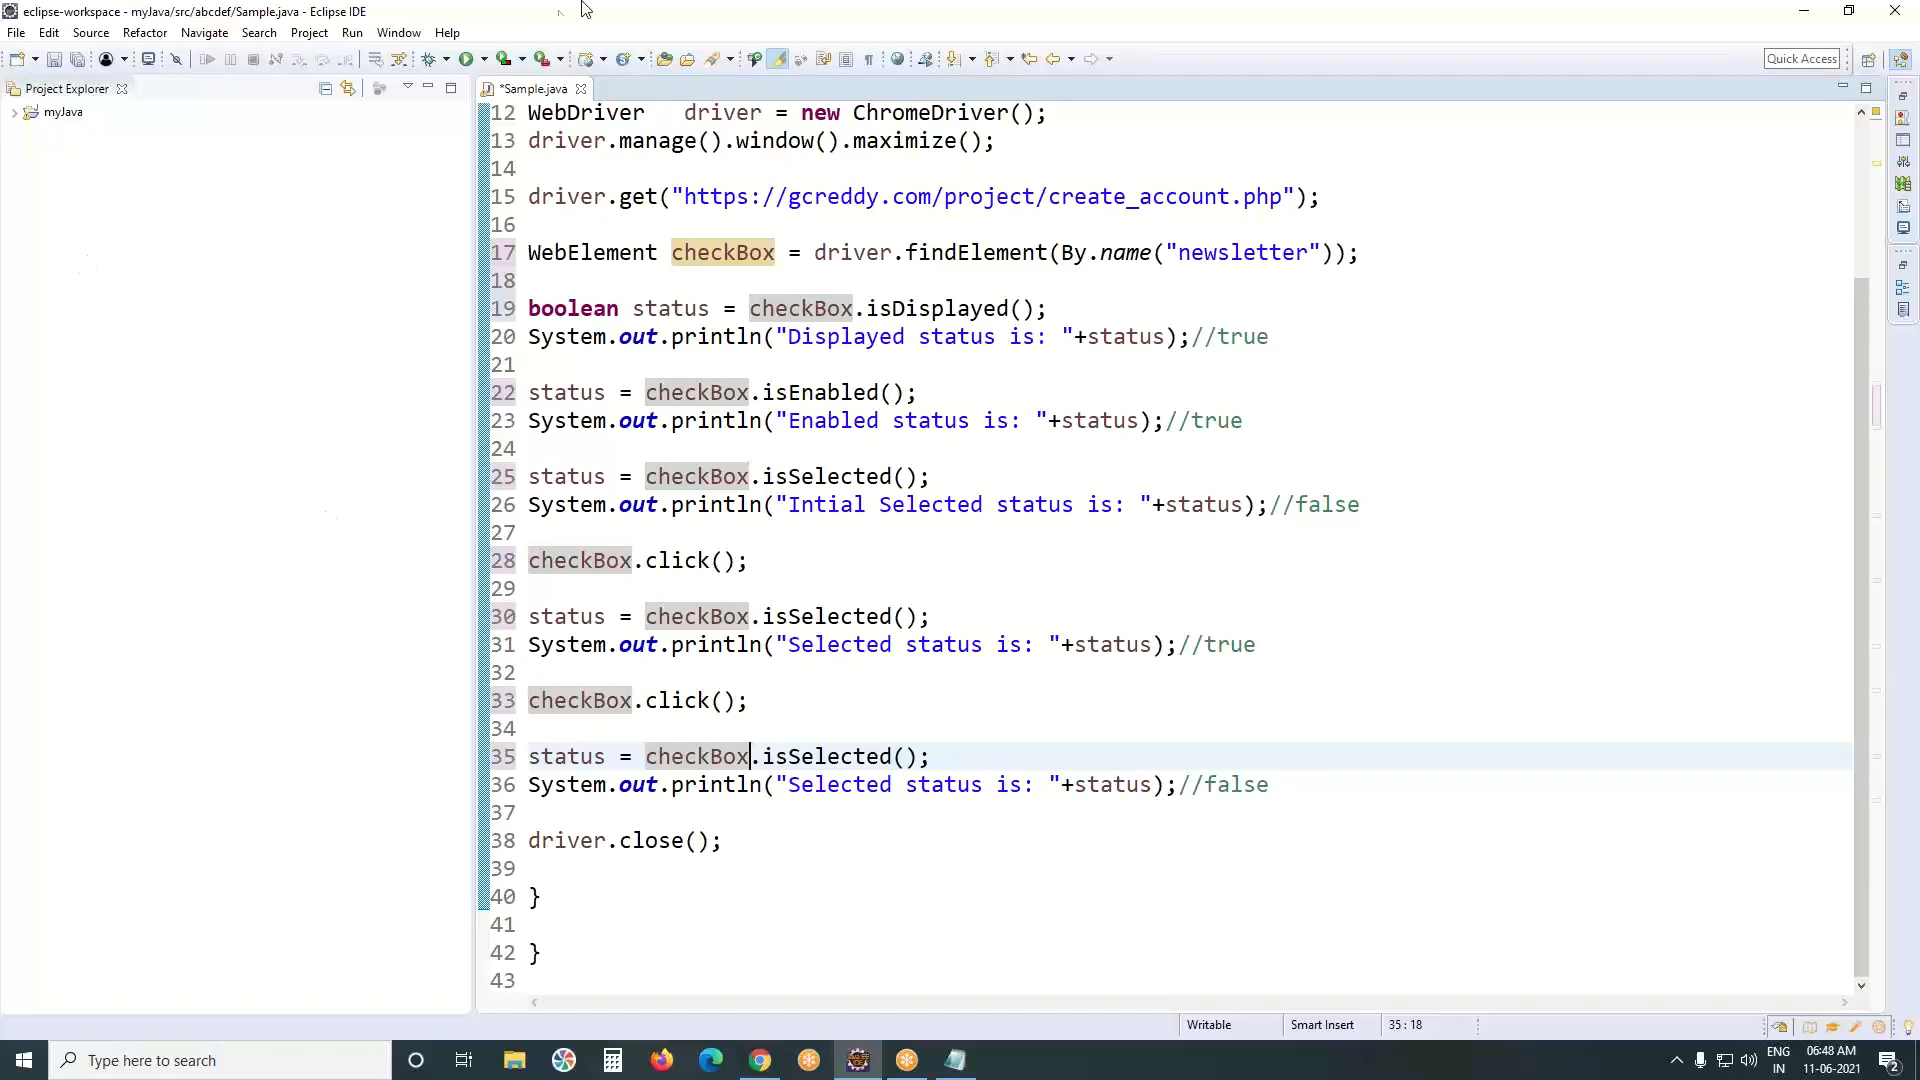 eclipse-workspace - myJava/src/abcdef/Sample.java - Eclipse IDE
File Edit Source Refactor Navigate Search Project Run Window Help
Quick Access
Project Explorer
*Sample.java
myJava
12 WebDriver   driver = new ChromeDriver();
13 driver.manage().window().maximize();
14
15 driver.get("https://gcreddy.com/project/create_account.php");
16
17 WebElement checkBox = driver.findElement(By.name("newsletter"));
18
19 boolean status = checkBox.isDisplayed();
20 System.out.println("Displayed status is: "+status);//true
21
22 status = checkBox.isEnabled();
23 System.out.println("Enabled status is: "+status);//true
24
25 status = checkBox.isSelected();
26 System.out.println("Intial Selected status is: "+status);//false
27
28 checkBox.click();
29
30 status = checkBox.isSelected();
31 System.out.println("Selected status is: "+status);//true
32
33 checkBox.click();
34
35 status = checkBox.isSelected();
36 System.out.println("Selected status is: "+status);//false
37
38 driver.close();
39
40 }
41
42 }
43
Writable Smart Insert 35 : 18
Type here to search
ENG 06:48 AM
IN 11-06-2021
2